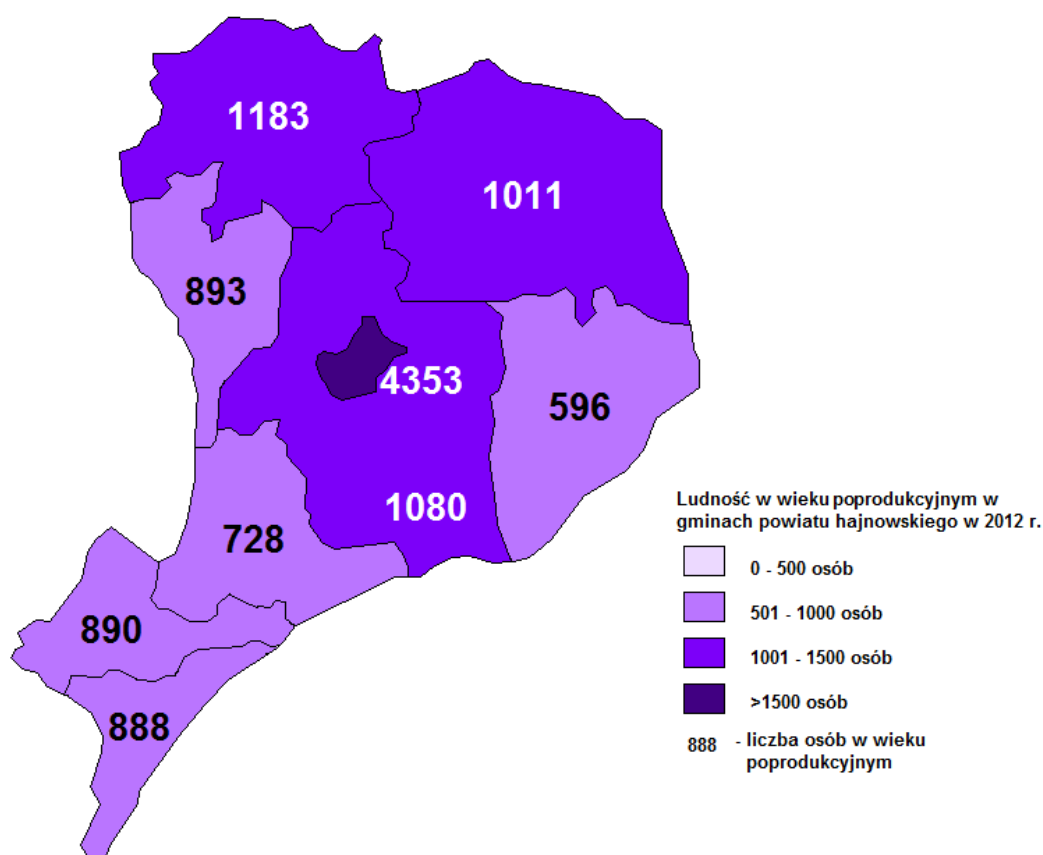 1183
1011
893
4353
596
1080
728
890
888
Ludność w wieku poprodukcyjnym w
gminach powiatu hajnowskiego w 2012 r.
0 - 500 osób
501 - 1000 osób
1001 - 1500 osób
>1500 osób
888 - liczba osób w wieku
poprodukcyjnym